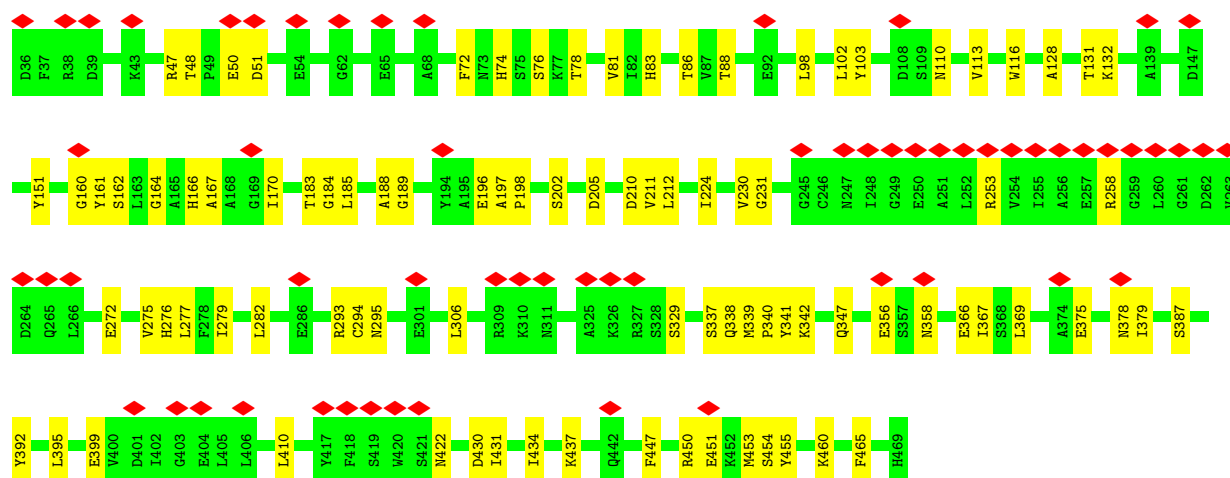 D36 F37 R38 D39 K43 R47 T48 P49 E50 D51 E54 G62 E65 A68 F72 N73 H74 S75 S76 K77 T78 V81 I82 H83 T86 V87 T88 E92 L98 L102 Y103 D108 S109 N110 V113 W116 A128 T131 K132 A139 D147
Y151 G160 Y161 S162 L163 G164 A165 H166 A167 A168 G169 I170 T183 G184 L185 A188 G189 Y194 A195 E196 A197 P198 S202 D205 D210 V211 L212 I224 V230 G231 G245 C246 N247 I248 G249 E250 A251 L252 R253 V254 I255 A256 E257 R258 G259 L260 G261 D262
D264 Q265 L266 E272 V275 H276 L277 F278 I279 L282 E286 R293 C294 N295 E301 L306 R309 K310 N311 A325 K326 R327 S328 S329 S337 Q338 M339 P340 Y341 K342 Q347 E356 S357 N358 E366 I367 S368 L369 A374 E375 N378 I379 S387
Y392 L395 E399 V400 D401 I402 G403 E404 L405 L406 L410 Y417 F418 S419 W420 S421 N422 D430 I431 I434 K437 Q442 F447 R450 E451 K452 M453 S454 Y455 K460 F465 H469